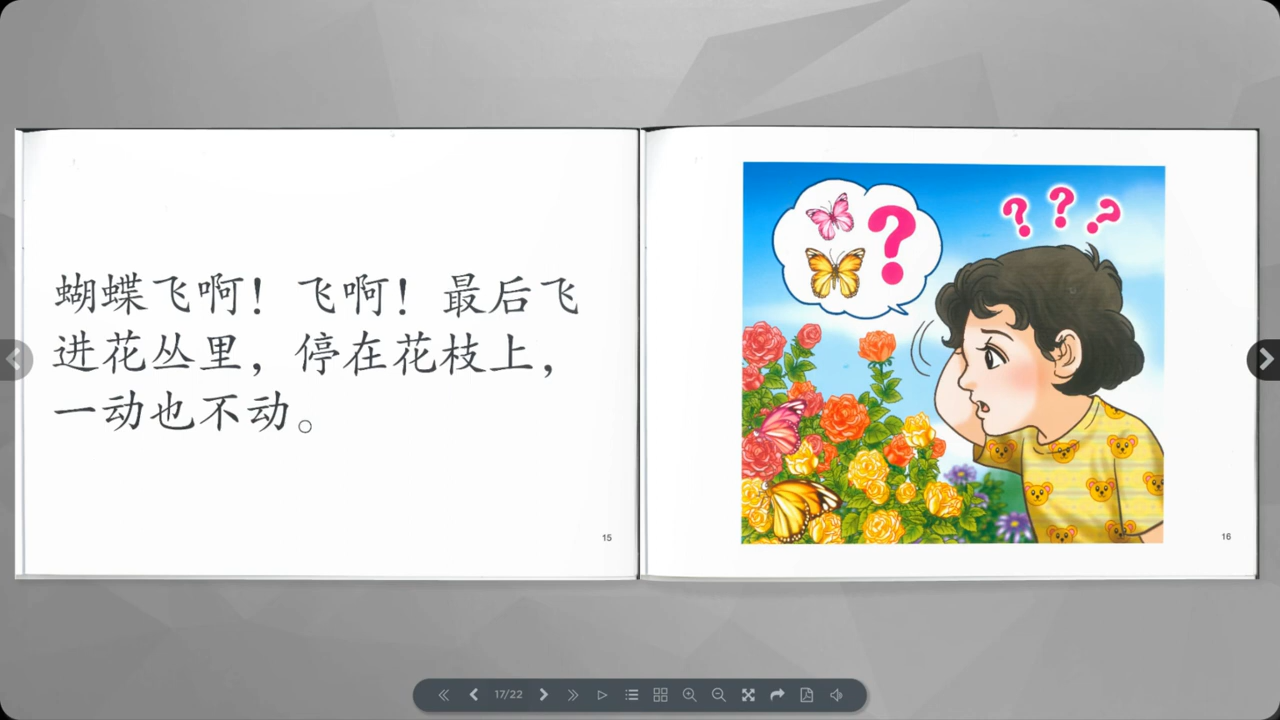 蝴蝶飞啊！飞啊！最后飞
进花丛里，停在花枝上，
一动也不动。
15
?
? ? ?
16
17/22